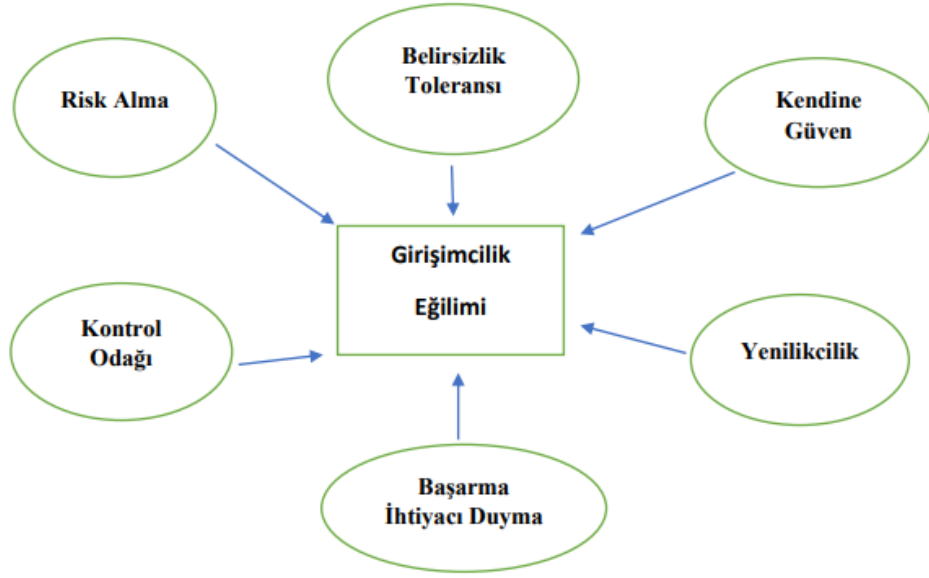 Belirsizlik
Toleransı
Risk Alma
Kendine
Güven
Girişimcilik
Eğilimi
Kontrol
Odağı
Yenilikcilik
Başarma
İhtiyacı Duyma